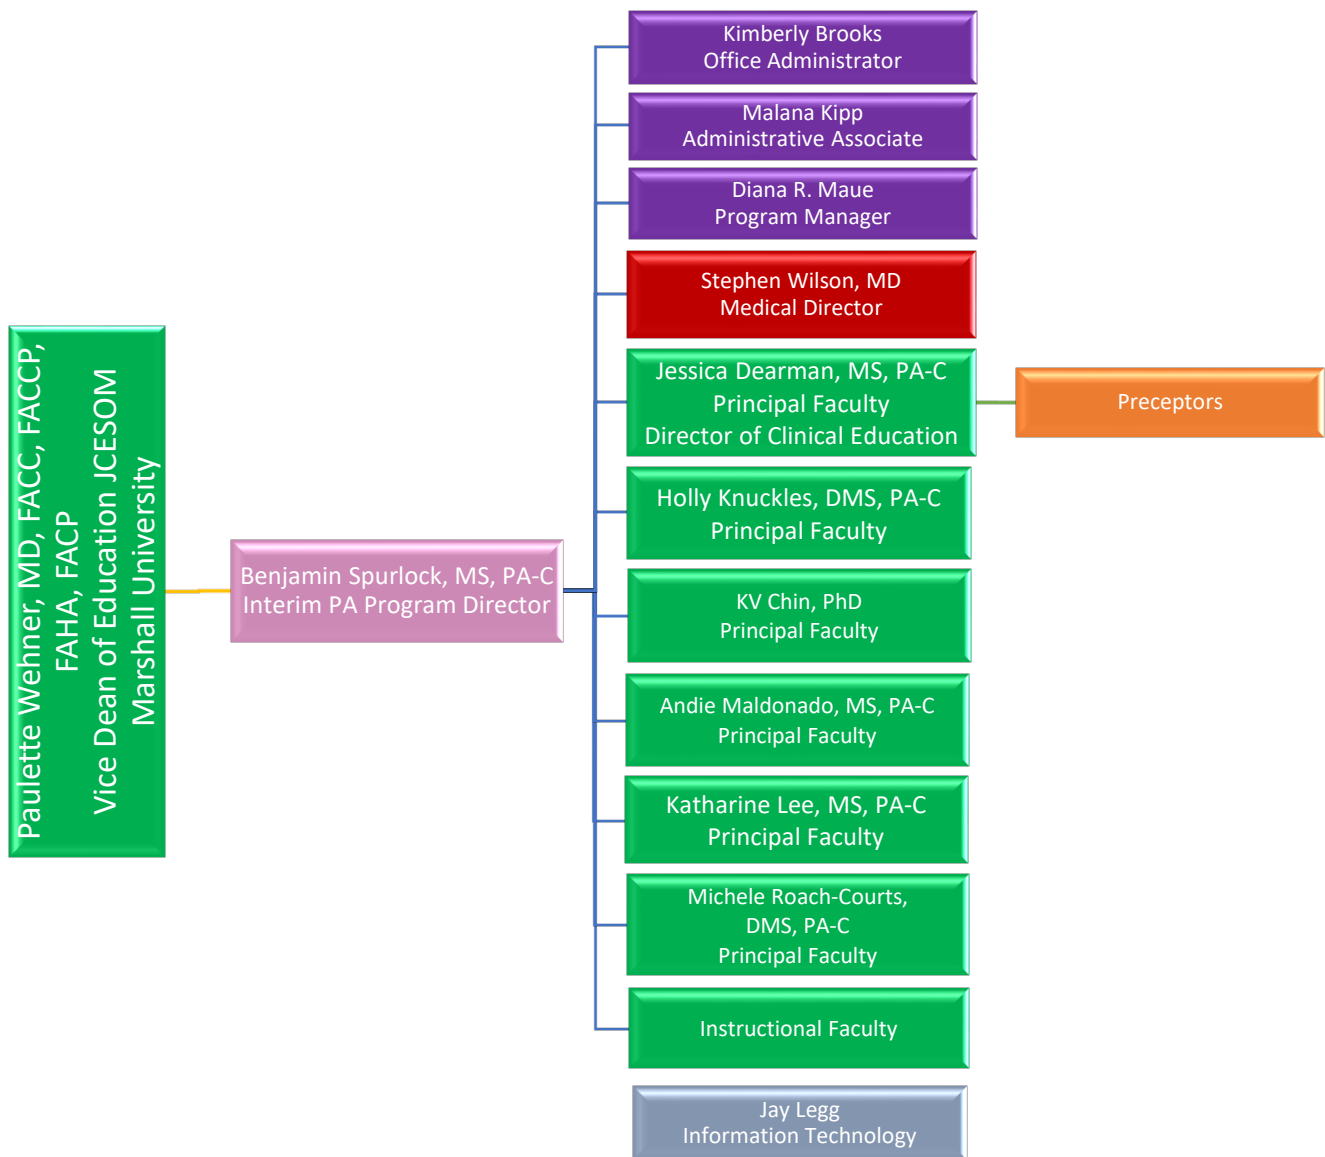 Paulette Wehner, MD, FACC, FACCP,
FAHA, FACP
Vice Dean of Education JCESOM
Marshall University
Benjamin Spurlock, MS, PA-C
Interim PA Program Director
Kimberly Brooks
Office Administrator
Malana Kipp
Administrative Associate
Diana R. Maue
Program Manager
Stephen Wilson, MD
Medical Director
Jessica Dearman, MS, PA-C
Principal Faculty
Director of Clinical Education
Preceptors
Holly Knuckles, DMS, PA-C
Principal Faculty
KV Chin, PhD
Principal Faculty
Andie Maldonado, MS, PA-C
Principal Faculty
Katharine Lee, MS, PA-C
Principal Faculty
Michele Roach-Courts,
DMS, PA-C
Principal Faculty
Instructional Faculty
Jay Legg
Information Technology